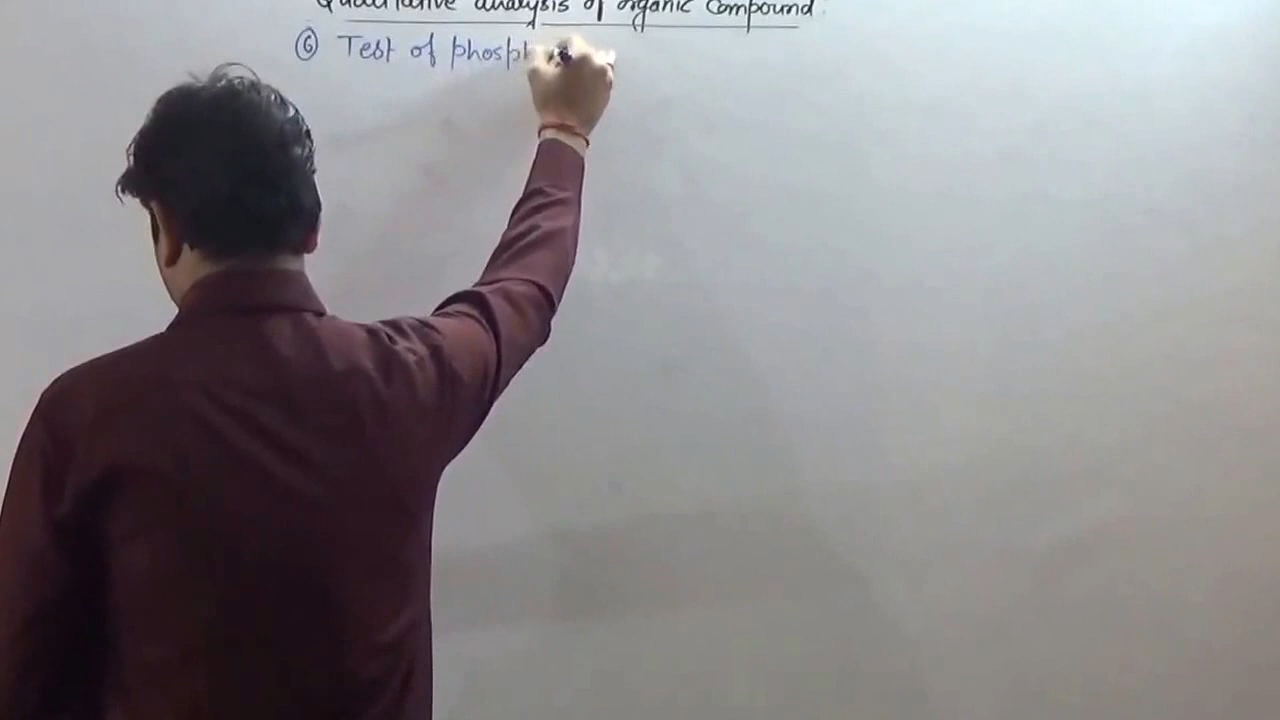 Qualitative analysis of organic compound.
⑥ Test of phosph